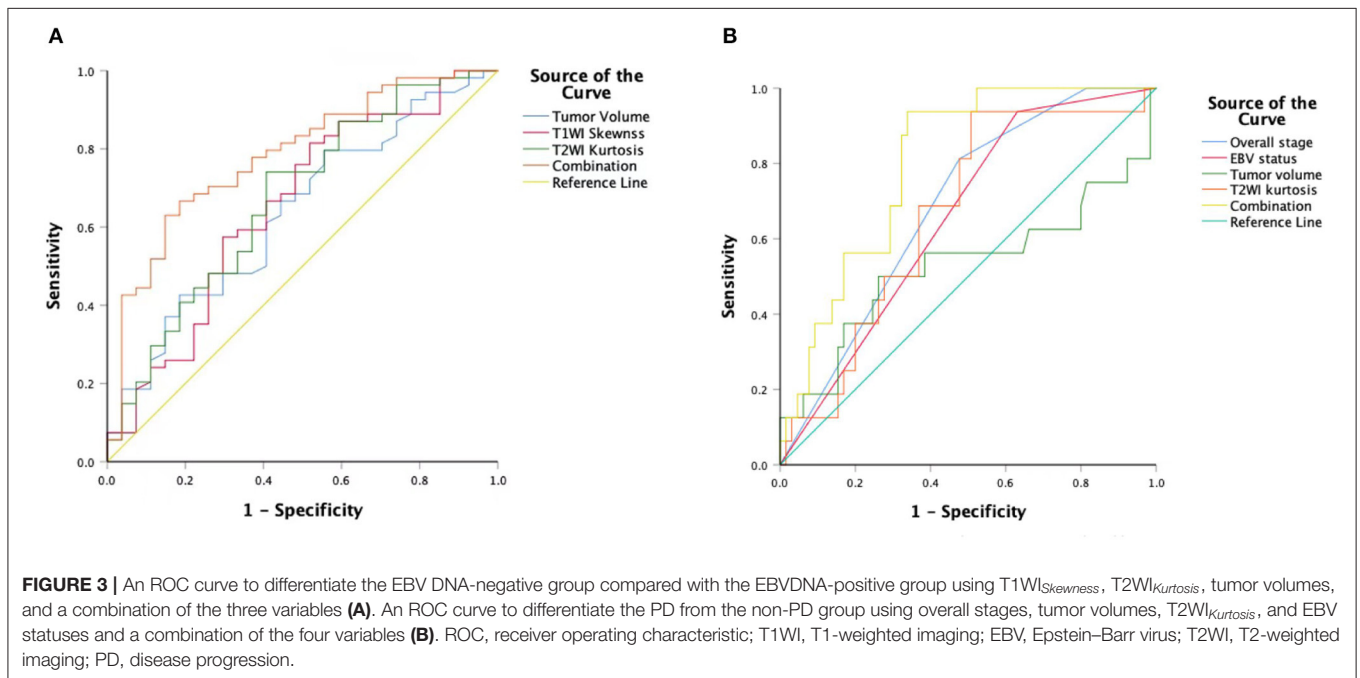 A
1.0
0.8
0.6
0.4
0.2
0.0
0.0 0.2 0.4 0.6 0.8 1.0
Sensitivity
1 – Specificity
Source of the
Curve
Tumor Volume
T1WI Skewnss
T2WI Kurtosis
Combination
Reference Line
B
1.0
0.8
0.6
0.4
0.2
0.0
0.0 0.2 0.4 0.6 0.8 1.0
Sensitivity
1 – Specificity
Source of the
Curve
Overall stage
EBV status
Tumor volume
T2WI kurtosis
Combination
Reference Line
FIGURE 3 | An ROC curve to differentiate the EBV DNA-negative group compared with the EBVDNA-positive group using T1WISkewness, T2WIKurtosis, tumor volumes,
and a combination of the three variables (A). An ROC curve to differentiate the PD from the non-PD group using overall stages, tumor volumes, T2WIKurtosis, and EBV
statuses and a combination of the four variables (B). ROC, receiver operating characteristic; T1WI, T1-weighted imaging; EBV, Epstein–Barr virus; T2WI, T2-weighted
imaging; PD, disease progression.